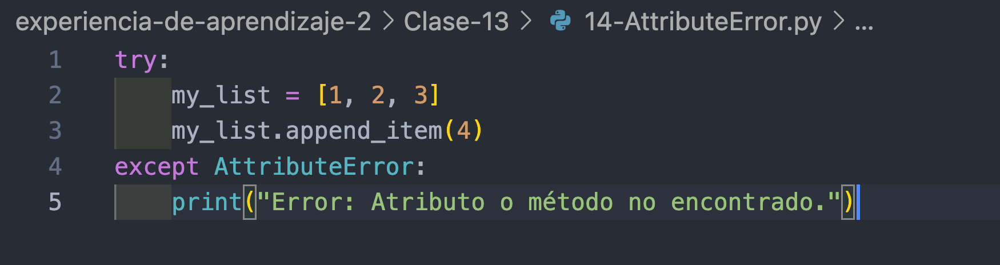 experiencia-de-aprendizaje-2 > Clase-13 > 14-AttributeError.py > ...
1 try:
2     my_list = [1, 2, 3]
3     my_list.append_item(4)
4 except AttributeError:
5     print("Error: Atributo o método no encontrado.")